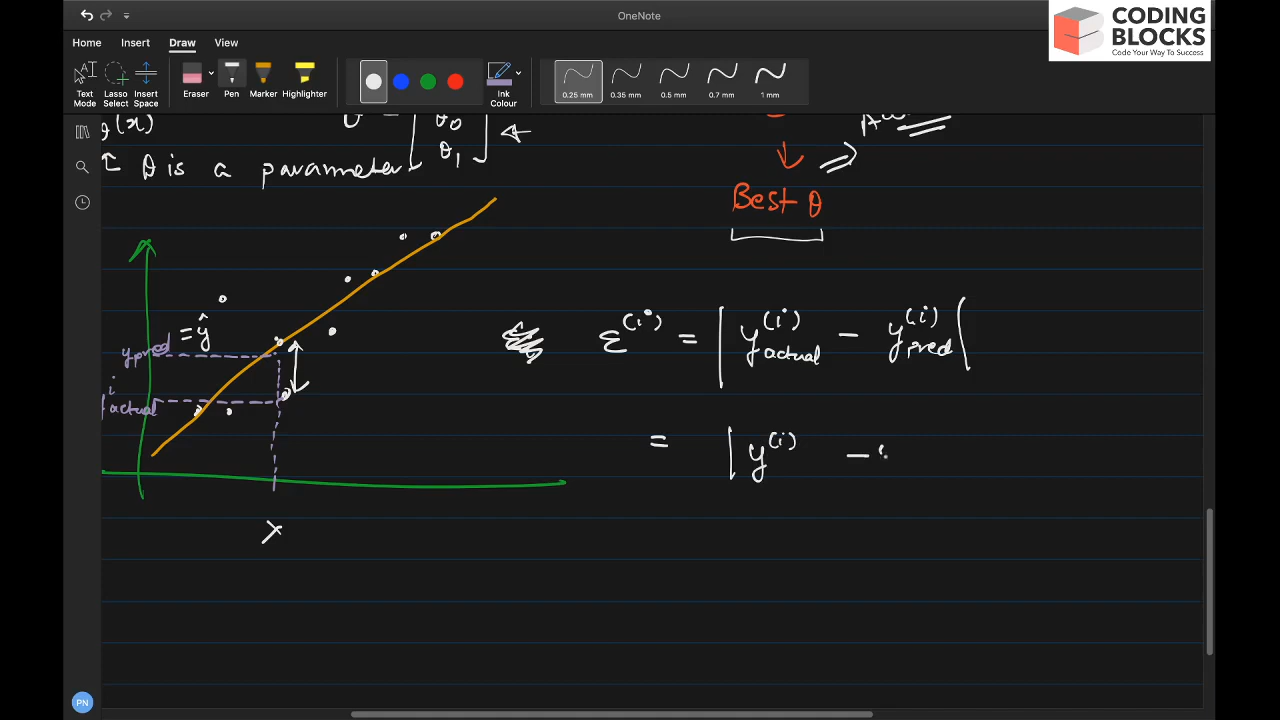 OneNote
CODING
BLOCKS
Code Your Way To Success
Home Insert Draw View
Text Mode
Lasso Select
Insert Space
Eraser
Pen
Marker
Highlighter
Ink Colour
0.25 mm
0.35 mm
0.5 mm
0.7 mm
1 mm
(x)
θ₀
θ₁
θ is a parameter
Best θ
= ŷ
ypred
i
actual
x
ε⁽ⁱ⁾ = | y⁽ⁱ⁾ actual − y⁽ⁱ⁾ pred |
= | y⁽ⁱ⁾ −
PN